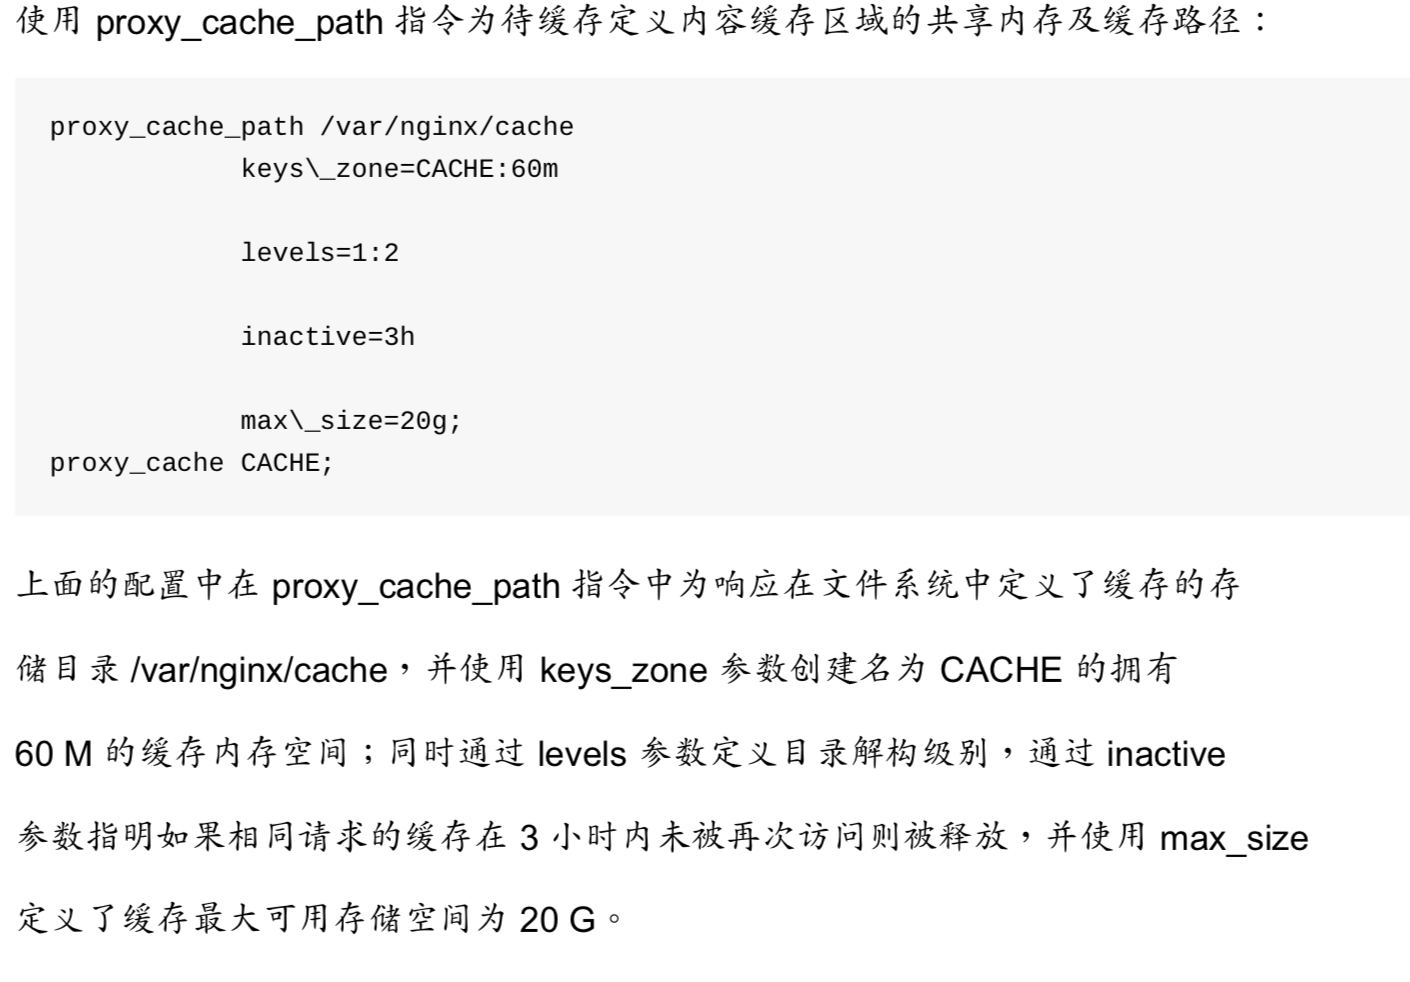 使用 proxy_cache_path 指令为待缓存定义内容缓存区域的共享内存及缓存路径：
proxy_cache_path /var/nginx/cache
keys\_zone=CACHE:60m
levels=1:2
inactive=3h
max\_size=20g;
proxy_cache CACHE;
上面的配置中在 proxy_cache_path 指令中为响应在文件系统中定义了缓存的存
储目录 /var/nginx/cache，并使用 keys_zone 参数创建名为 CACHE 的拥有
60 M 的缓存内存空间；同时通过 levels 参数定义目录解构级别，通过 inactive
参数指明如果相同请求的缓存在 3 小时内未被再次访问则被释放，并使用 max_size
定义了缓存最大可用存储空间为 20 G。